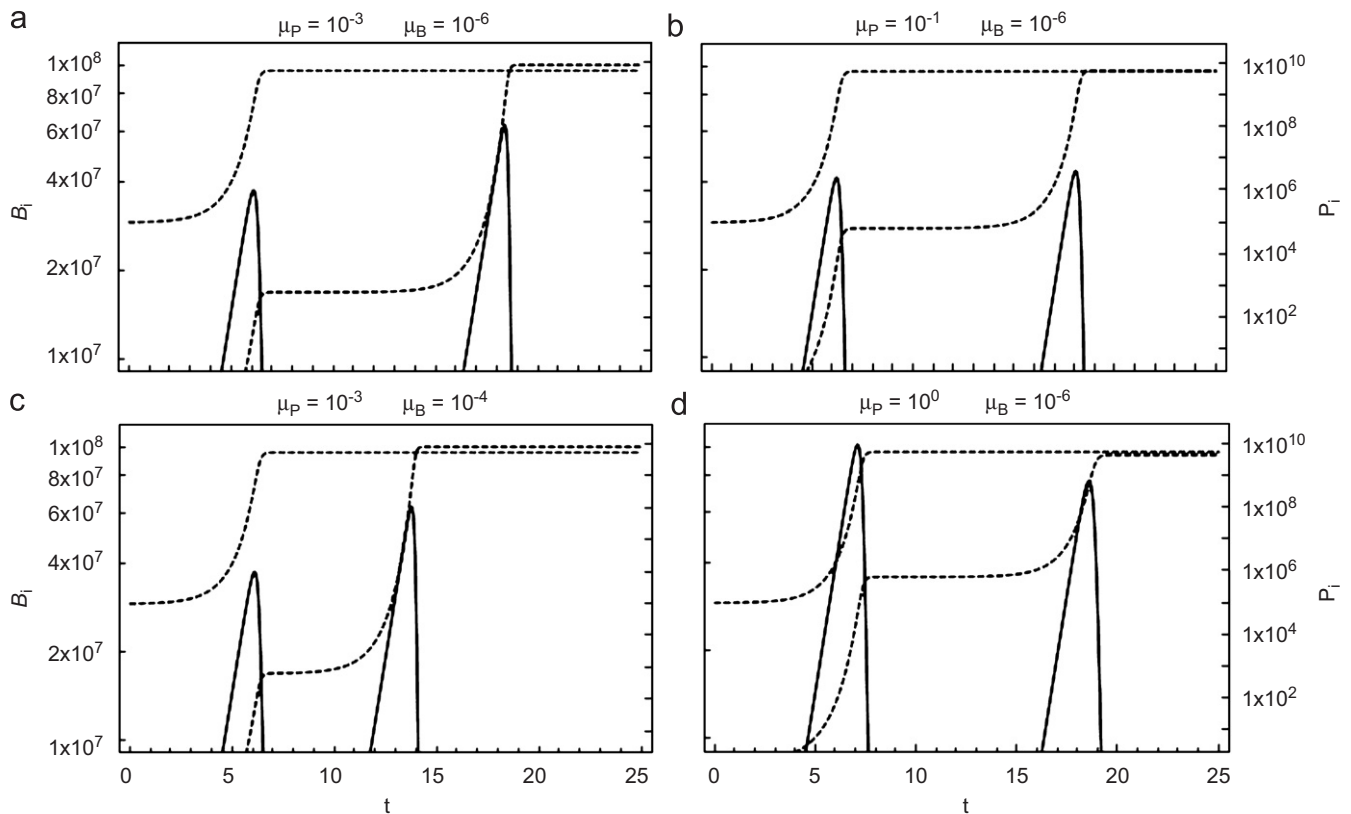 a
μP = 10-3 μB = 10-6
b
μP = 10-1 μB = 10-6
1x10⁸
8x10⁷
6x10⁷
4x10⁷
2x10⁷
1x10⁷
Bi
1x10¹⁰
1x10⁸
1x10⁶
1x10⁴
1x10²
Pi
c
μP = 10-3 μB = 10-4
d
μP = 10⁰ μB = 10-6
1x10⁸
8x10⁷
6x10⁷
4x10⁷
2x10⁷
1x10⁷
Bi
1x10¹⁰
1x10⁸
1x10⁶
1x10⁴
1x10²
Pi
0 5 10 15 20 25
t
0 5 10 15 20 25
t